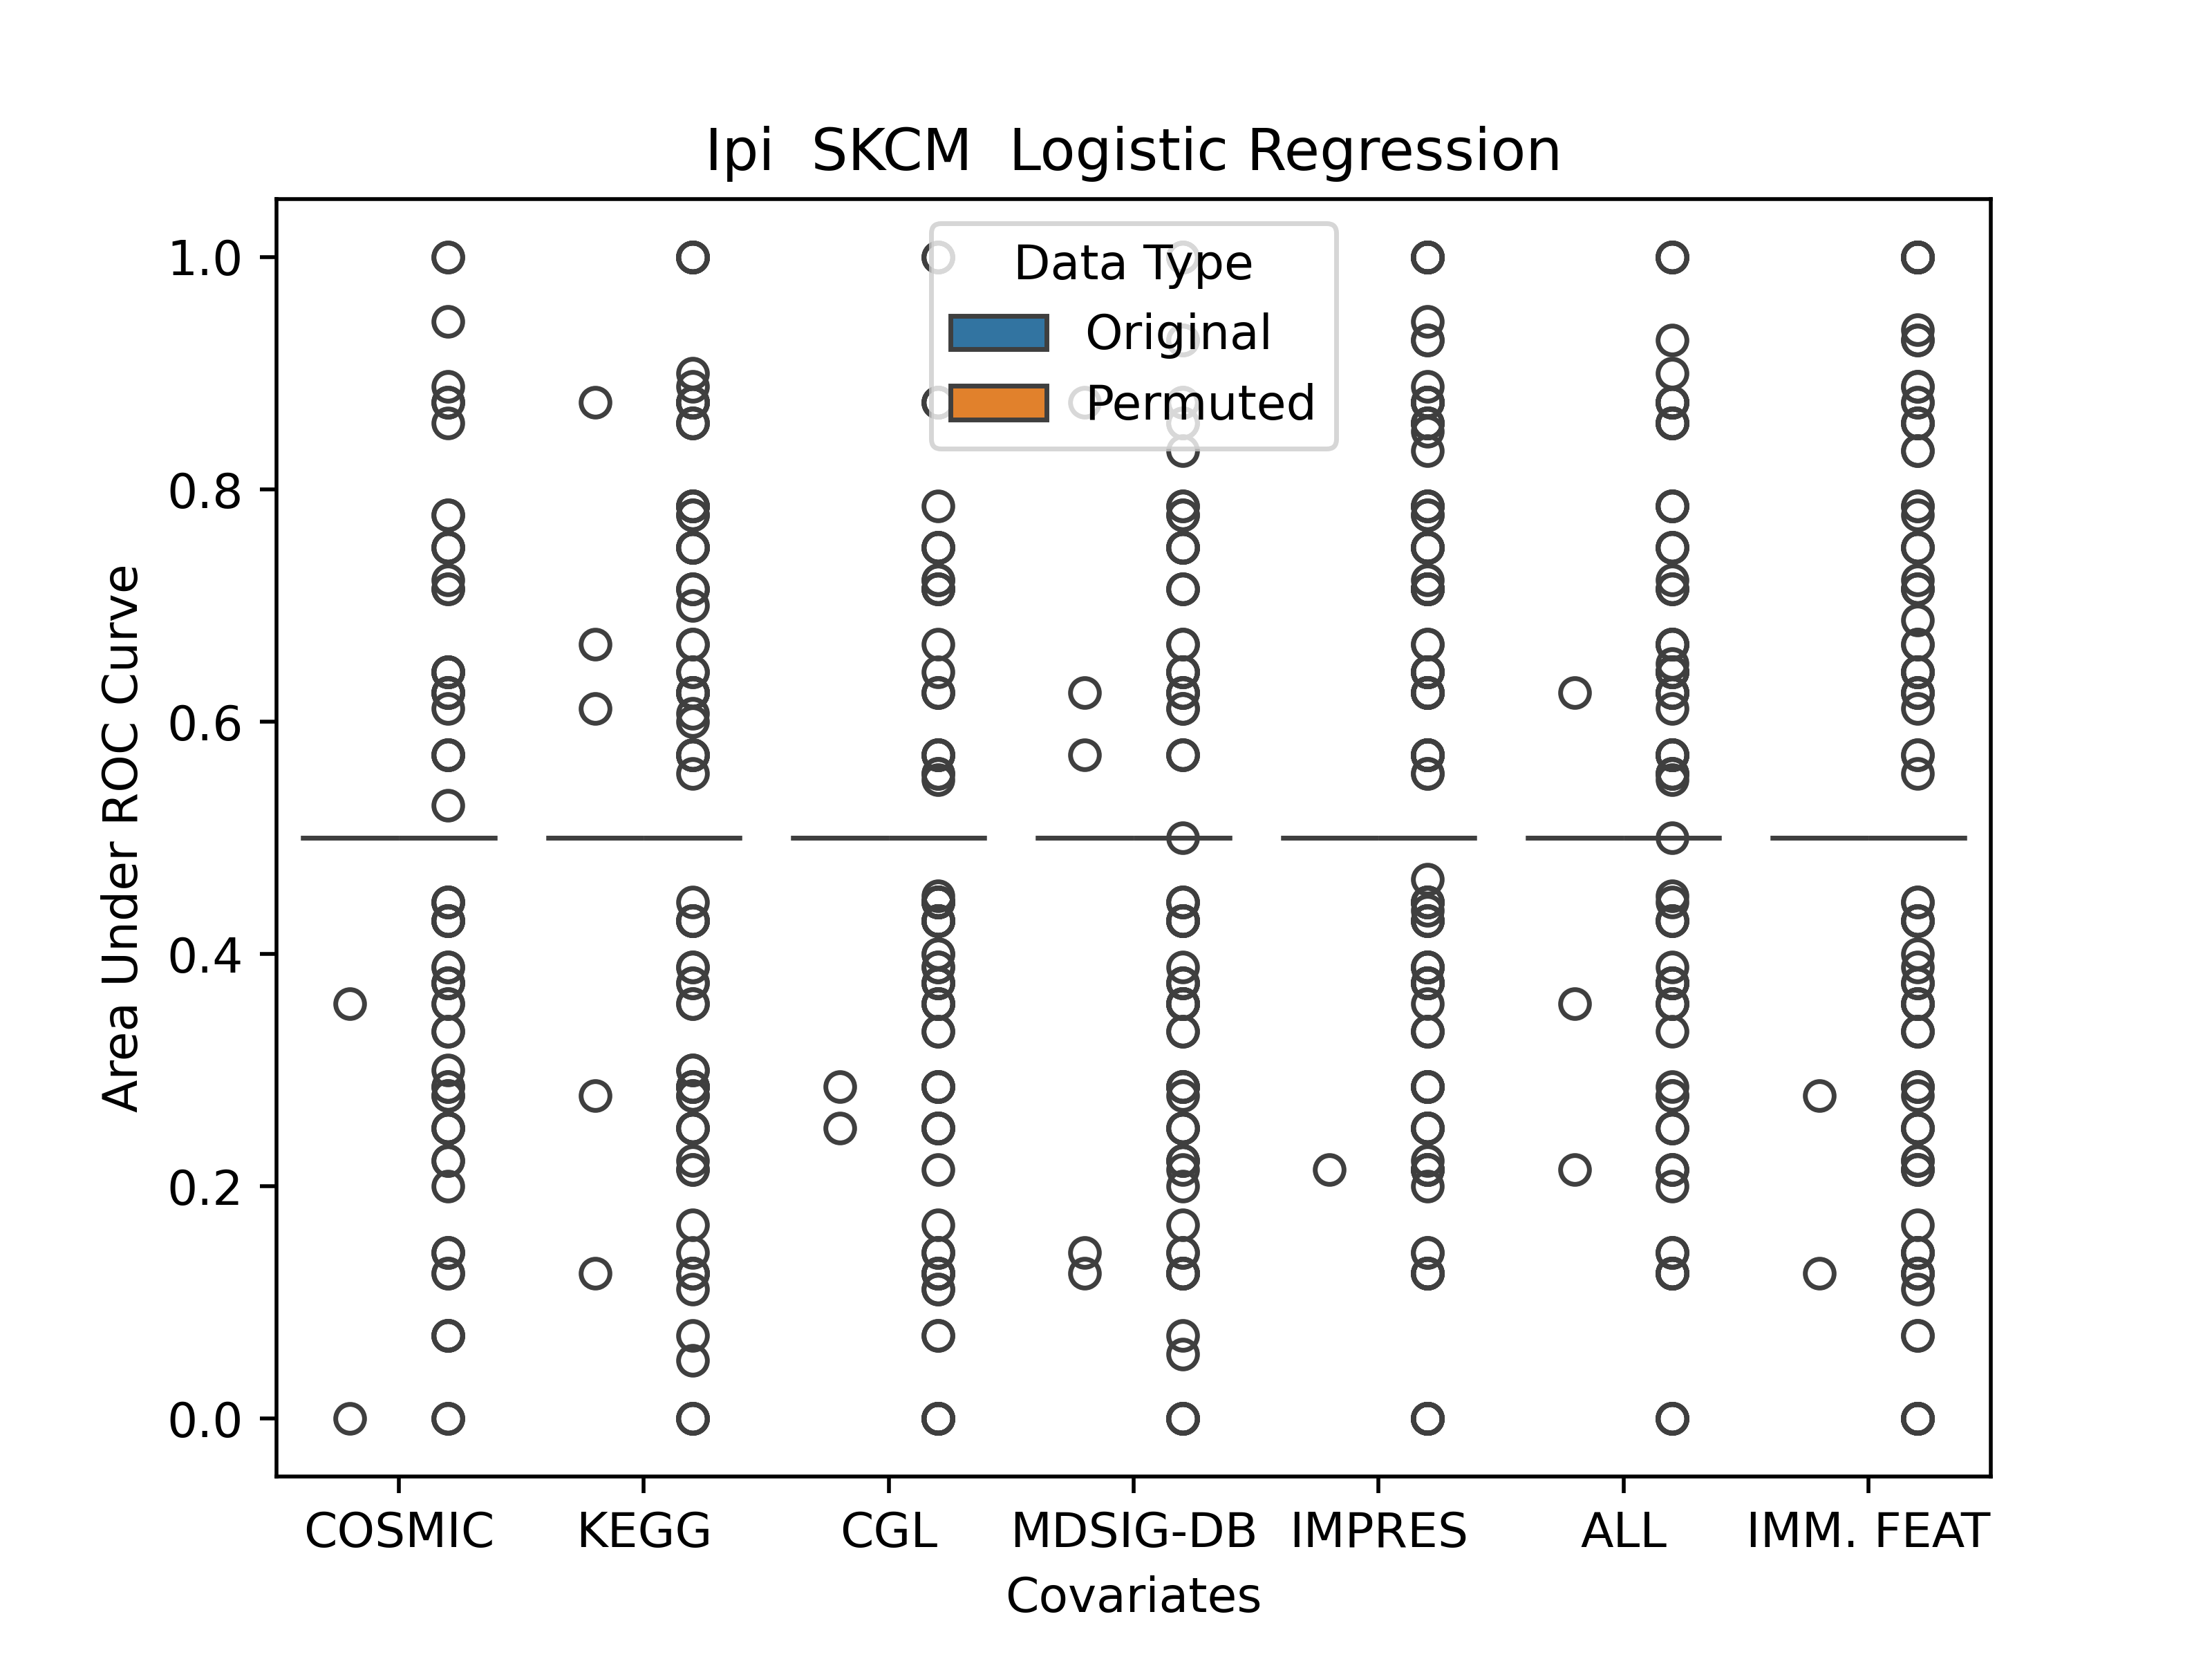 Ipi  SKCM  Logistic Regression
Data Type
Original
Permuted
Area Under ROC Curve
1.0
0.8
0.6
0.4
0.2
0.0
COSMIC KEGG CGL MDSIG-DB IMPRES ALL IMM. FEAT
Covariates